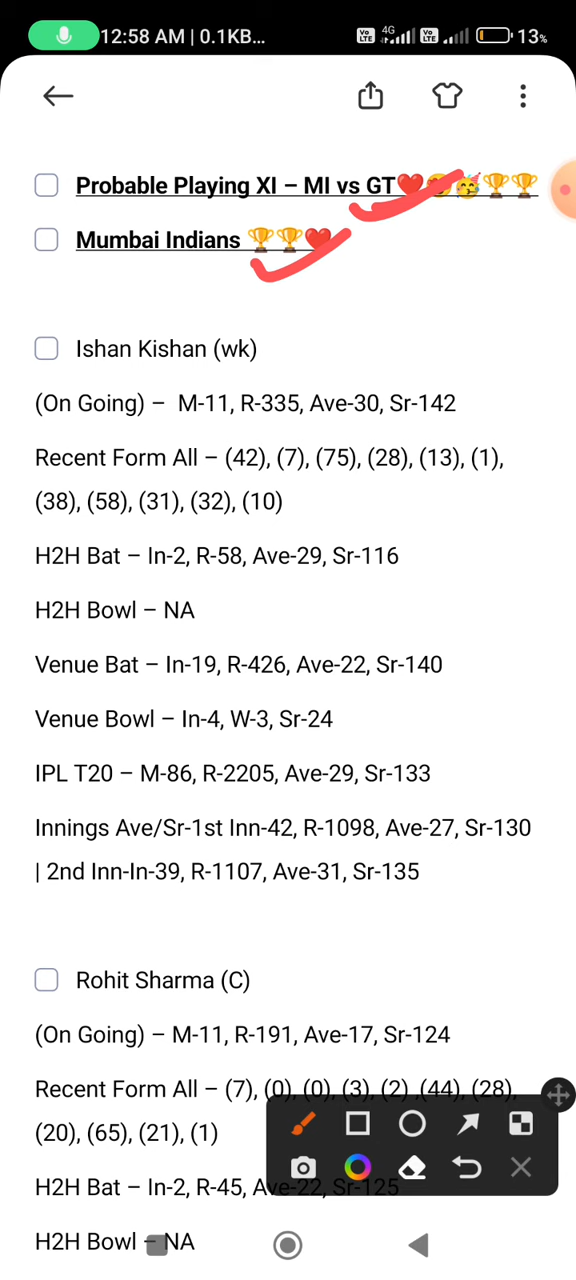 12:58 AM | 0.1KB...
Vo LTE 4G Vo LTE 13%
Probable Playing XI – MI vs GT❤️😍🥳🏆🏆
Mumbai Indians 🏆🏆❤️
Ishan Kishan (wk)
(On Going) – M-11, R-335, Ave-30, Sr-142
Recent Form All – (42), (7), (75), (28), (13), (1),
(38), (58), (31), (32), (10)
H2H Bat – In-2, R-58, Ave-29, Sr-116
H2H Bowl – NA
Venue Bat – In-19, R-426, Ave-22, Sr-140
Venue Bowl – In-4, W-3, Sr-24
IPL T20 – M-86, R-2205, Ave-29, Sr-133
Innings Ave/Sr-1st Inn-42, R-1098, Ave-27, Sr-130
| 2nd Inn-In-39, R-1107, Ave-31, Sr-135
Rohit Sharma (C)
(On Going) – M-11, R-191, Ave-17, Sr-124
Recent Form All – (7), (0), (0), (3), (2) ,(44), (28),
(20), (65), (21), (1)
H2H Bat – In-2, R-45, Ave-22, Sr-125
H2H Bowl – NA